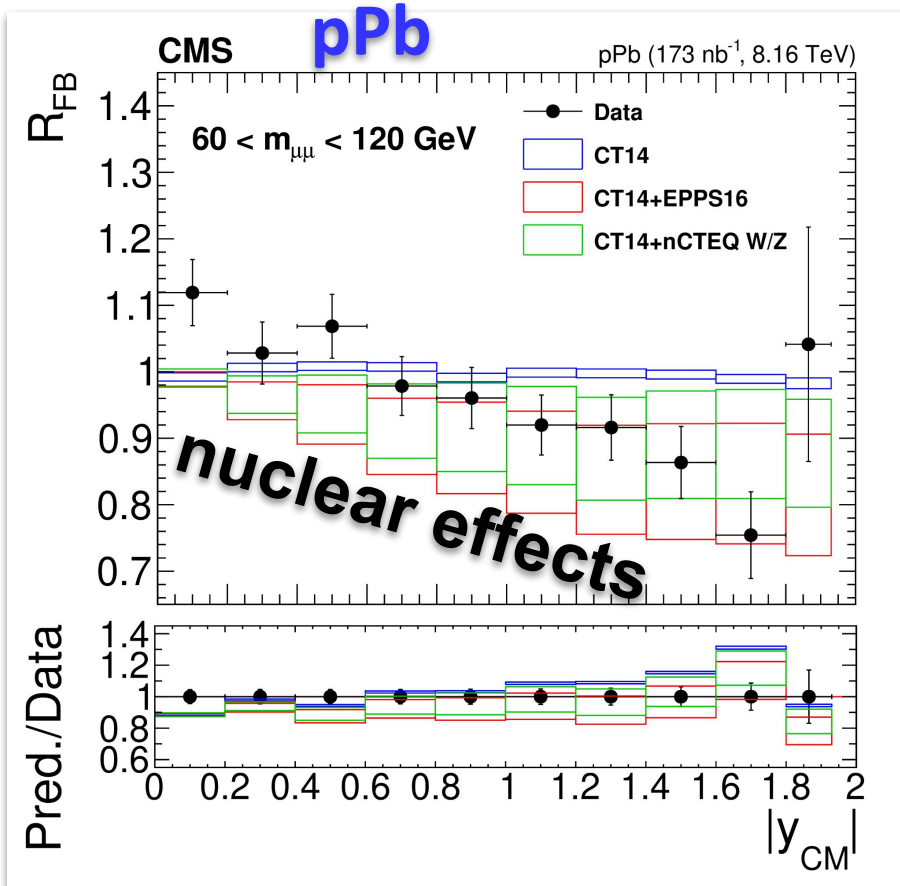 pPb
CMS
pPb (173 nb⁻¹, 8.16 TeV)
R_FB
1.4
1.3
1.2
1.1
1
0.9
0.8
0.7
60 < m_μμ < 120 GeV
Data
CT14
CT14+EPPS16
CT14+nCTEQ W/Z
nuclear effects
Pred./Data
1.4
1.2
1
0.8
0.6
0 0.2 0.4 0.6 0.8 1 1.2 1.4 1.6 1.8 2
|y_CM|